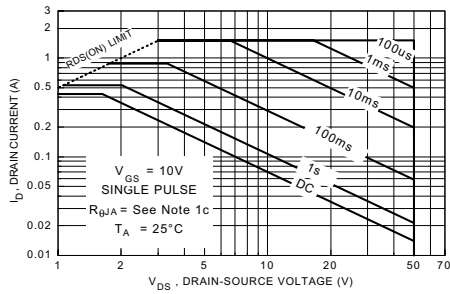 3
2
1
0.5
0.2
0.1
0.05
0.02
0.01
I_D, DRAIN CURRENT (A)
RDS(ON) LIMIT
100us
1ms
10ms
100ms
1s
DC
V_GS = 10V
SINGLE PULSE
R_θJA = See Note 1c
T_A = 25°C
1 2 5 10 20 30 50 70
V_DS , DRAIN-SOURCE VOLTAGE (V)